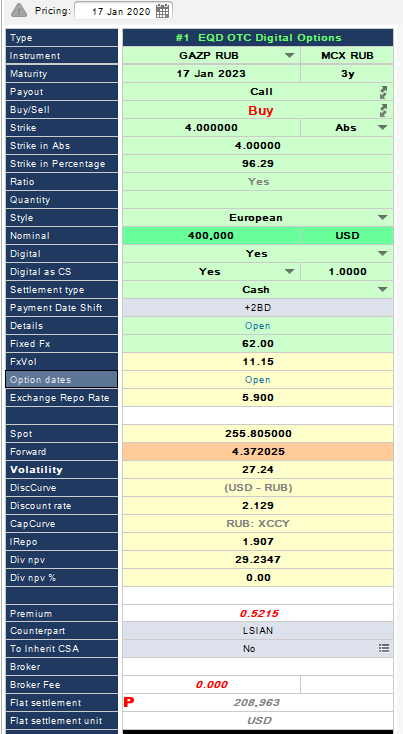 Pricing: 17 Jan 2020
Type #1 EQD OTC Digital Options
Instrument GAZP RUB MCX RUB
Maturity 17 Jan 2023 3y
Payout Call
Buy/Sell Buy
Strike 4.000000 Abs
Strike in Abs 4.00000
Strike in Percentage 96.29
Ratio Yes
Quantity
Style European
Nominal 400,000 USD
Digital Yes
Digital as CS Yes 1.0000
Settlement type Cash
Payment Date Shift +2BD
Details Open
Fixed Fx 62.00
FxVol 11.15
Option dates Open
Exchange Repo Rate 5.900
Spot 255.805000
Forward 4.372025
Volatility 27.24
DiscCurve (USD - RUB)
Discount rate 2.129
CapCurve RUB: XCCY
IRepo 1.907
Div npv 29.2347
Div npv % 0.00
Premium 0.5215
Counterpart LSIAN
To Inherit CSA No
Broker
Broker Fee 0.000
Flat settlement P 208,963
Flat settlement unit USD